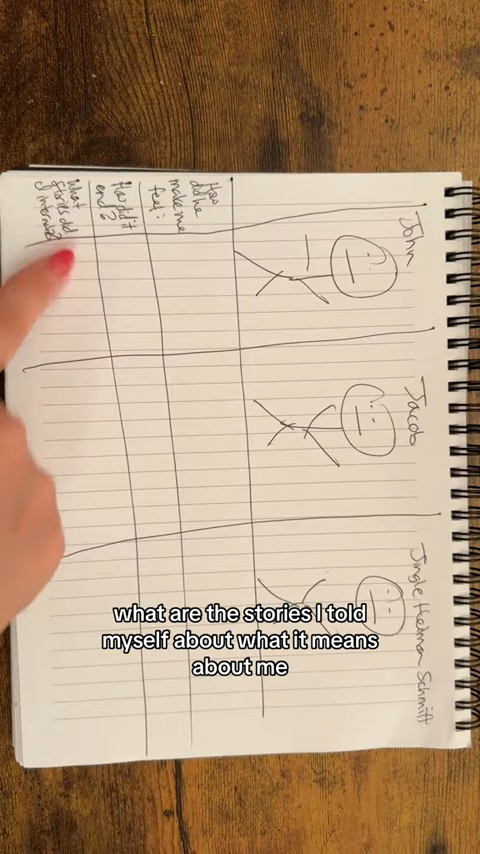 John
Jacob
Jingle Heimer Schmitt
How
did he
make me
feel?
How did it
end?
What
stories did
I internalize?
what are the stories I told
myself about what it means
about me